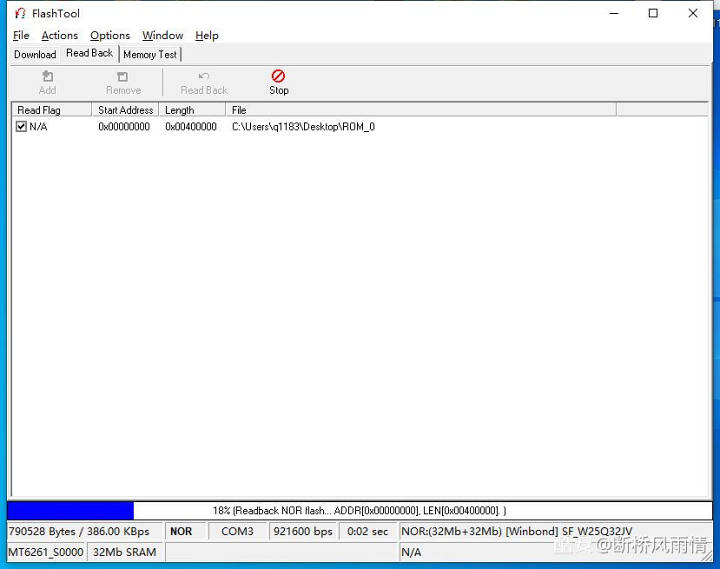 FlashTool
File Actions Options Window Help
Download Read Back Memory Test
Add Remove Read Back Stop
Read Flag Start Address Length File
N/A 0x00000000 0x00400000 C:\Users\q1183\Desktop\ROM_0
18% (Readback NOR flash... ADDR[0x00000000], LEN[0x00400000]. )
790528 Bytes / 386.00 KBps NOR COM3 921600 bps 0:02 sec NOR:(32Mb+32Mb) [Winbond] SF_W25Q32JV
MT6261_S0000 32Mb SRAM N/A
@断桥风雨情